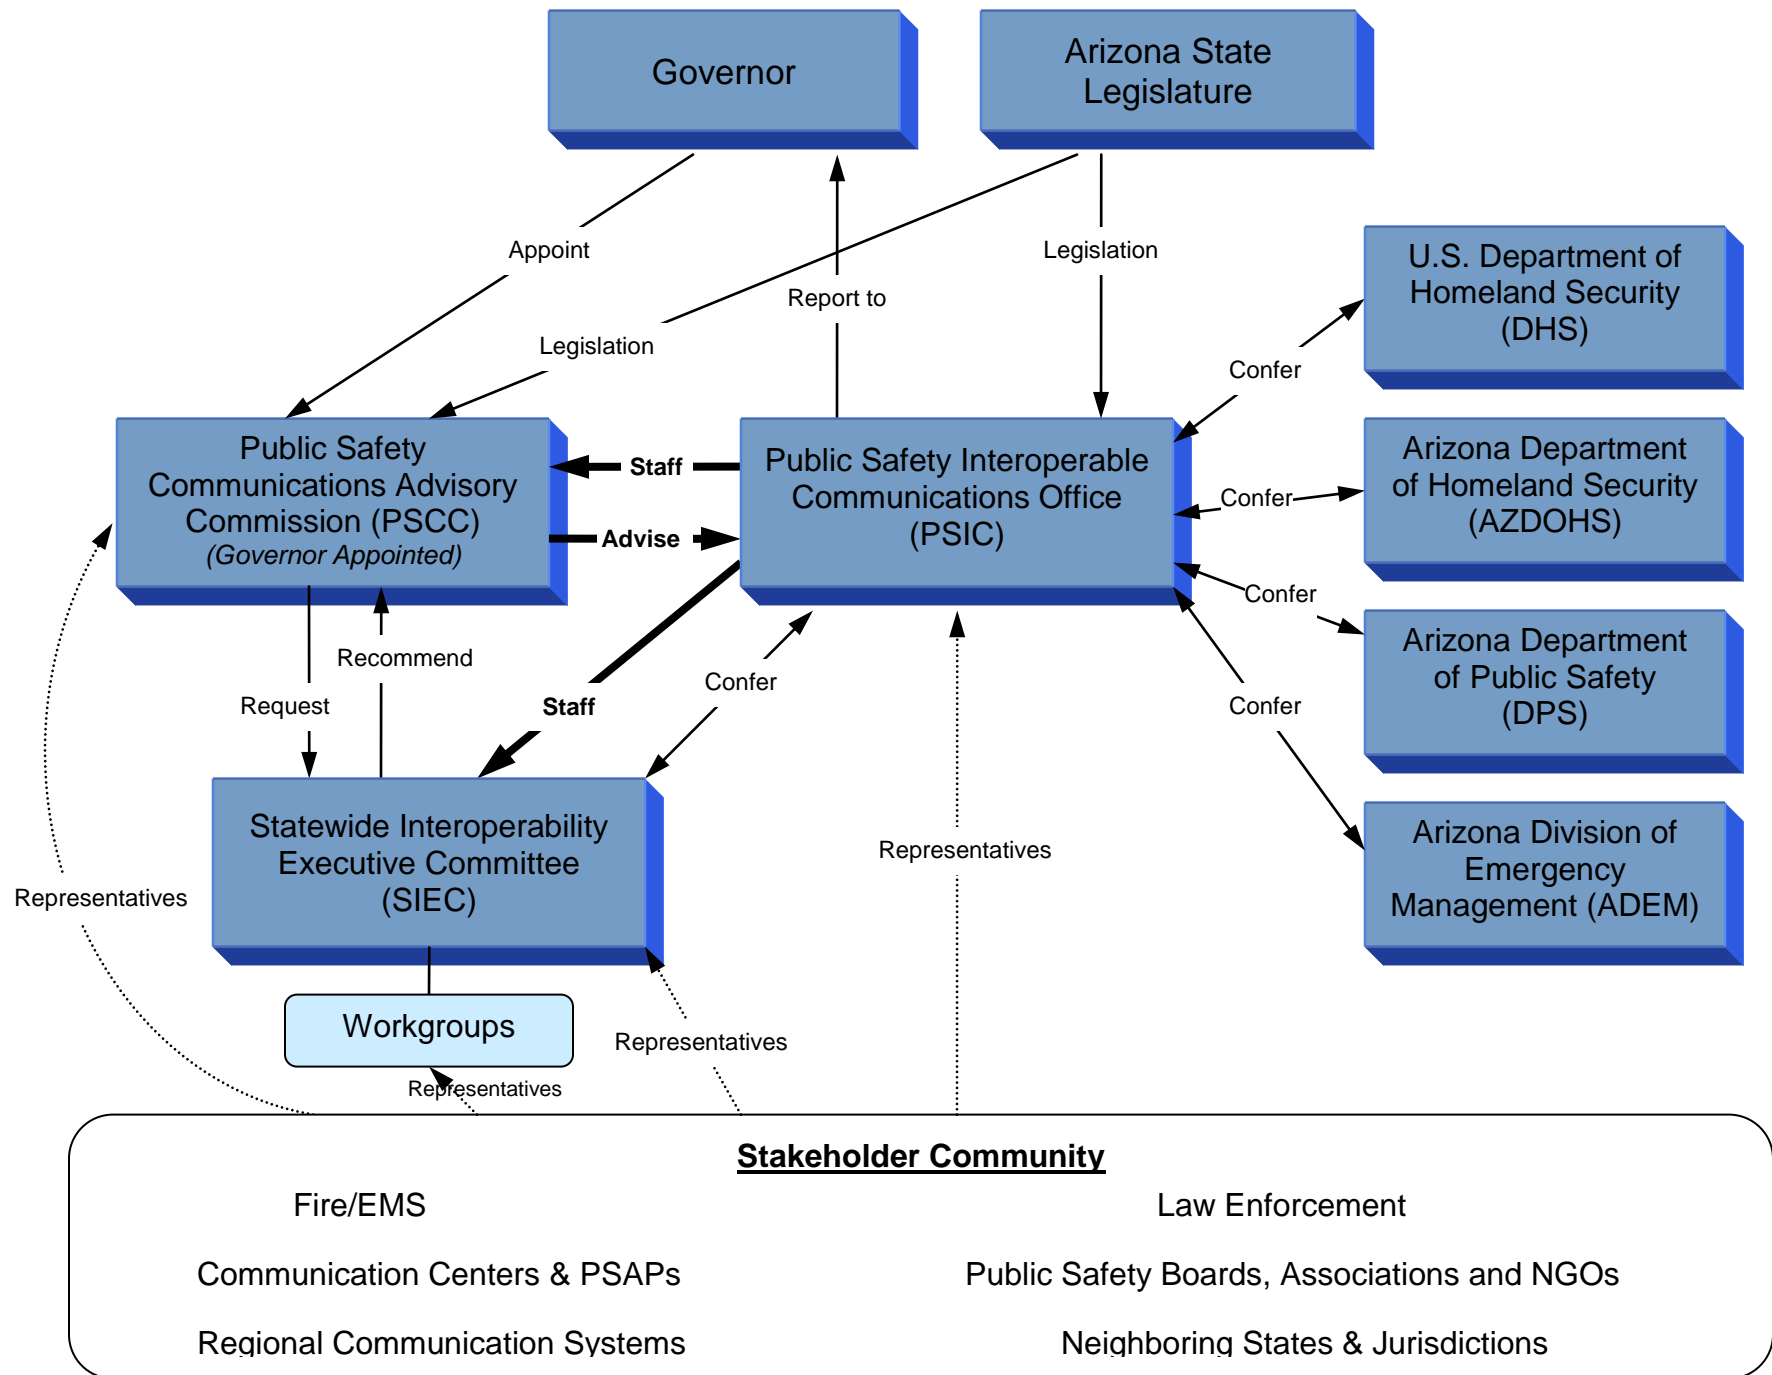 Governor
Arizona State
Legislature
Appoint
Legislation
Report to
Legislation
U.S. Department of
Homeland Security
(DHS)
Confer
Public Safety
Communications Advisory
Commission (PSCC)
(Governor Appointed)
Staff
Advise
Public Safety Interoperable
Communications Office
(PSIC)
Confer
Arizona Department
of Homeland Security
(AZDOHS)
Confer
Arizona Department
of Public Safety
(DPS)
Recommend
Request
Staff
Confer
Confer
Statewide Interoperability
Executive Committee
(SIEC)
Representatives
Arizona Division of
Emergency
Management (ADEM)
Representatives
Workgroups
Representatives
Representatives
Stakeholder Community
Fire/EMS
Law Enforcement
Communication Centers & PSAPs
Public Safety Boards, Associations and NGOs
Regional Communication Systems
Neighboring States & Jurisdictions